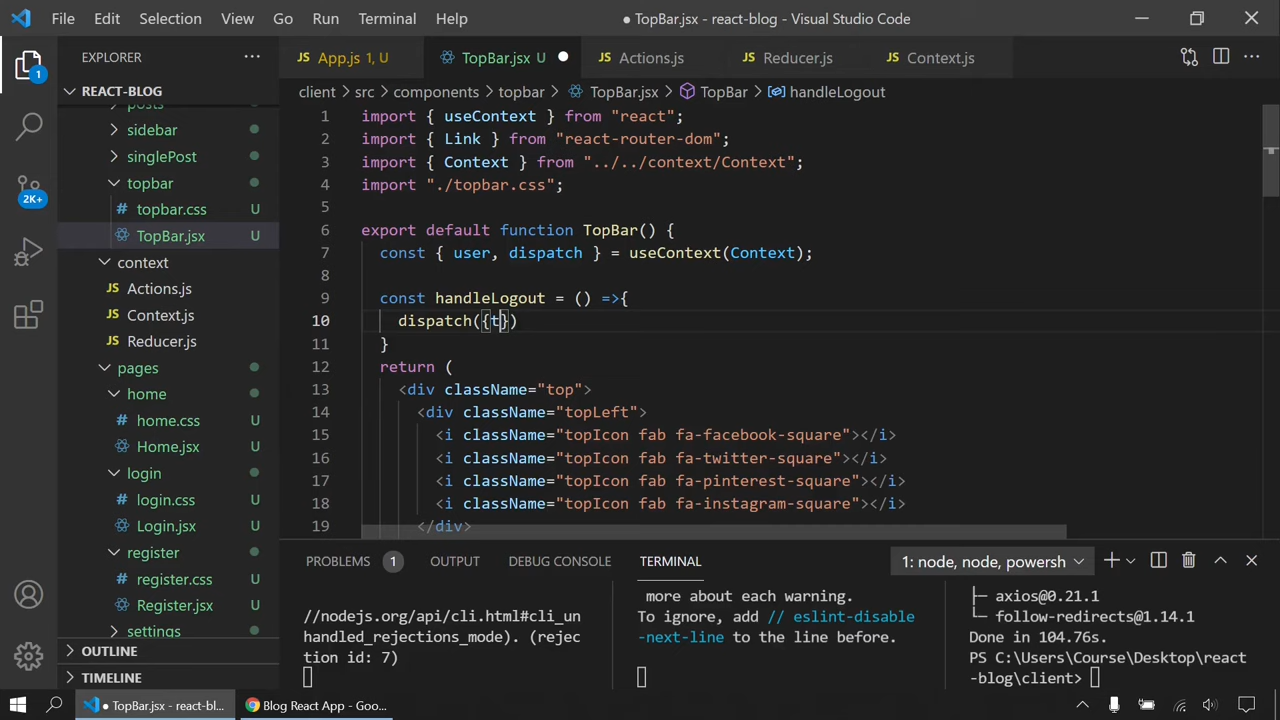 File Edit Selection View Go Run Terminal Help
● TopBar.jsx - react-blog - Visual Studio Code
EXPLORER
REACT-BLOG
posts
sidebar
singlePost
topbar
# topbar.css U
TopBar.jsx U
context
JS Actions.js
JS Context.js
JS Reducer.js
pages
home
# home.css U
Home.jsx U
login
# login.css U
Login.jsx U
register
# register.css U
Register.jsx U
settings
OUTLINE
TIMELINE
1
2K+
JS App.js 1, U
TopBar.jsx U ●
JS Actions.js
JS Reducer.js
JS Context.js
client > src > components > topbar > TopBar.jsx > TopBar > handleLogout
1 import { useContext } from "react";
2 import { Link } from "react-router-dom";
3 import { Context } from "../../context/Context";
4 import "./topbar.css";
5
6 export default function TopBar() {
7 const { user, dispatch } = useContext(Context);
8
9 const handleLogout = () =>{
10 dispatch({t})
11 }
12 return (
13 <div className="top">
14 <div className="topLeft">
15 <i className="topIcon fab fa-facebook-square"></i>
16 <i className="topIcon fab fa-twitter-square"></i>
17 <i className="topIcon fab fa-pinterest-square"></i>
18 <i className="topIcon fab fa-instagram-square"></i>
19 </div>
PROBLEMS 1 OUTPUT DEBUG CONSOLE TERMINAL 1: node, node, powersh
//nodejs.org/api/cli.html#cli_un
handled_rejections_mode). (rejec
tion id: 7)
more about each warning.
To ignore, add // eslint-disable
-next-line to the line before.
├─ axios@0.21.1
└─ follow-redirects@1.14.1
Done in 104.76s.
PS C:\Users\Course\Desktop\react
-blog\client>
● TopBar.jsx - react-bl...
Blog React App - Goo...